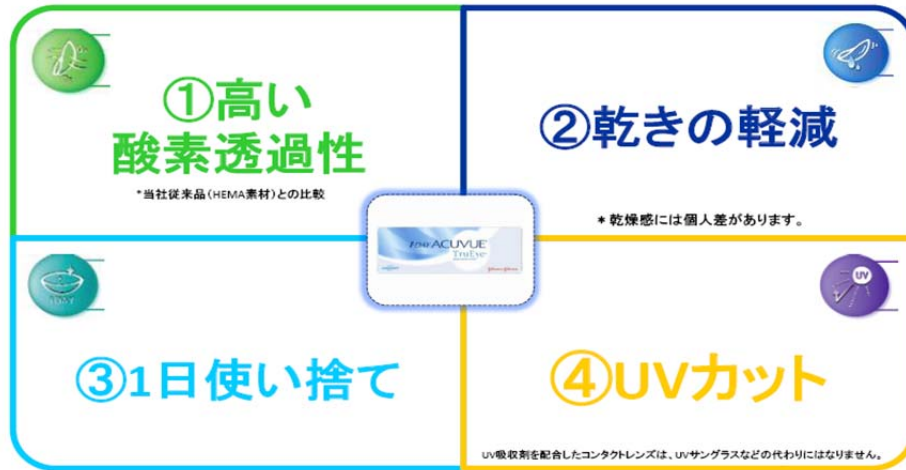 ①高い
酸素透過性
*当社従来品(HEMA素材)との比較
②乾きの軽減
* 乾燥感には個人差があります。
1·DAY ACUVUE
TruEye
Johnson & Johnson
1DAY
UV
③1日使い捨て
④UVカット
UV吸収剤を配合したコンタクトレンズは、UVサングラスなどの代わりにはなりません。